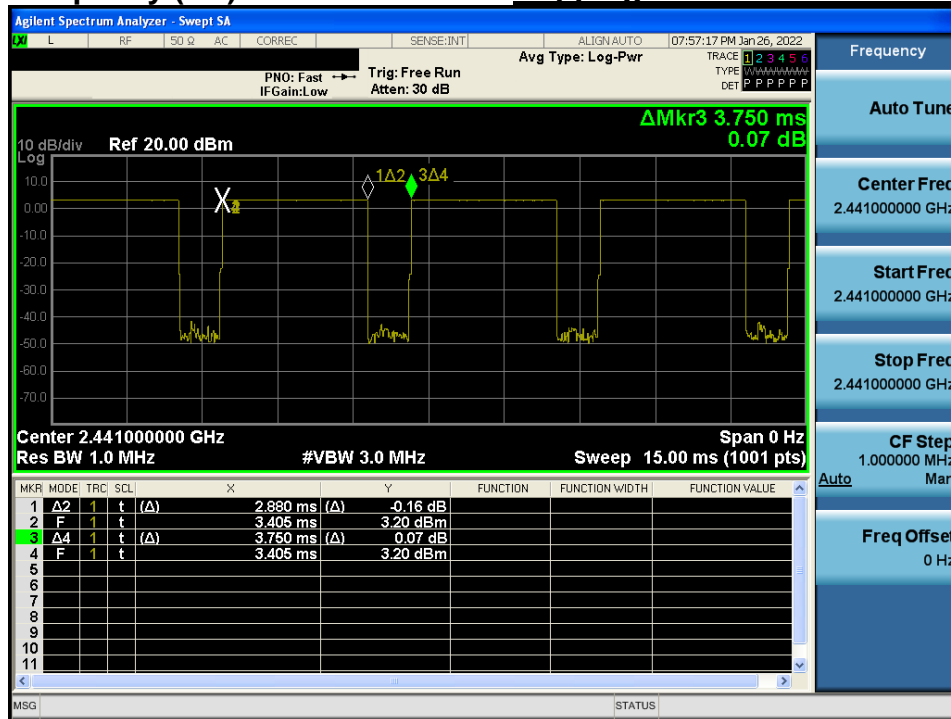 Agilent Spectrum Analyzer - Swept SA
LXI L RF 50 Ω AC CORREC SENSE:INT ALIGN AUTO 07:57:17 PM Jan 26, 2022
Frequency
PNO: Fast Trig: Free Run Avg Type: Log-Pwr TRACE 1 2 3 4 5 6
IFGain:Low Atten: 30 dB TYPE WWWWWW
DET P P P P P P
Auto Tune
ΔMkr3 3.750 ms
0.07 dB
10 dB/div Ref 20.00 dBm
Log
10.0
0.00
-10.0
-20.0
-30.0
-40.0
-50.0
-60.0
-70.0
1Δ2 3Δ4
X
Center Freq
2.441000000 GHz
Start Freq
2.441000000 GHz
Stop Freq
2.441000000 GHz
CF Step
1.000000 MHz
Auto Man
Freq Offset
0 Hz
Center 2.441000000 GHz Span 0 Hz
Res BW 1.0 MHz #VBW 3.0 MHz Sweep 15.00 ms (1001 pts)
MKR MODE TRC SCL X Y FUNCTION FUNCTION WIDTH FUNCTION VALUE
1 Δ2 1 t (Δ) 2.880 ms (Δ) -0.16 dB
2 F 1 t 3.405 ms 3.20 dBm
3 Δ4 1 t (Δ) 3.750 ms (Δ) 0.07 dB
4 F 1 t 3.405 ms 3.20 dBm
5
6
7
8
9
10
11
MSG STATUS